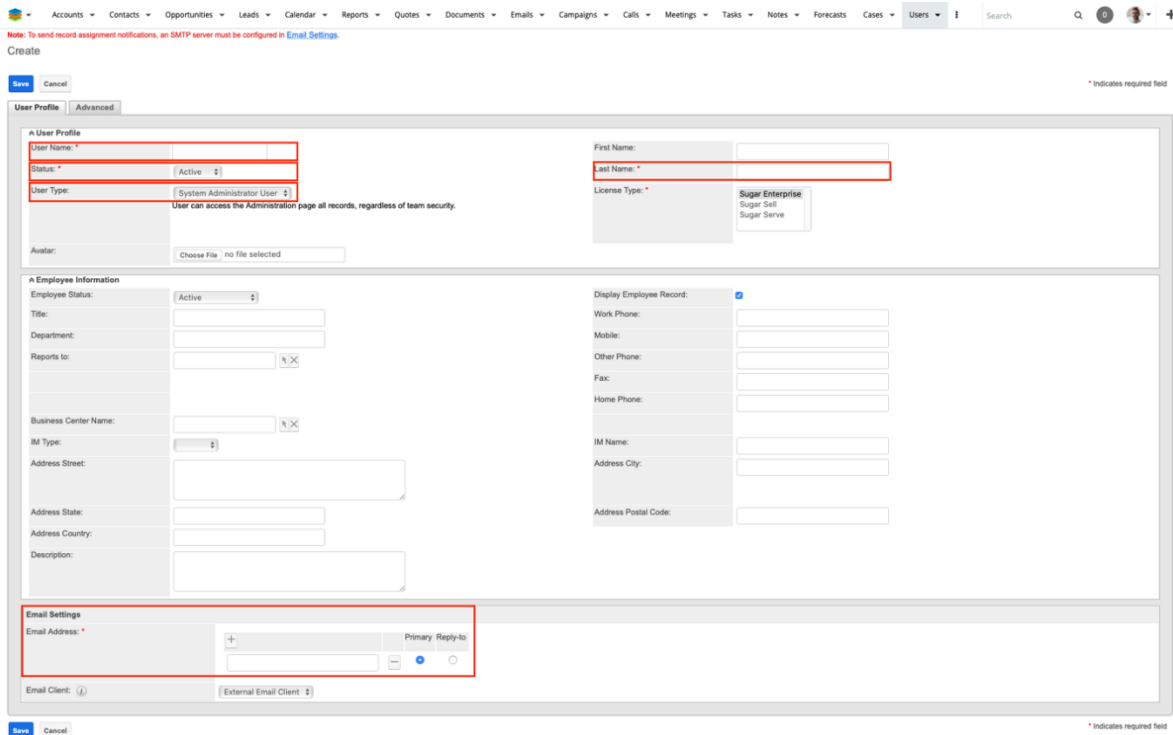 Accounts Contacts Opportunities Leads Calendar Reports Quotes Documents Emails Campaigns Calls Meetings Tasks Notes Forecasts Cases Users Search 0
Note: To send record assignment notifications, an SMTP server must be configured in Email Settings.
Create
Save Cancel * Indicates required field
User Profile Advanced
User Profile
User Name: * First Name:
Status: * Active Last Name: *
User Type: System Administrator User License Type: * Sugar Enterprise
User can access the Administration page all records, regardless of team security. Sugar Sell
Sugar Serve
Avatar: Choose File no file selected
Employee Information
Employee Status: Active Display Employee Record:
Title: Work Phone:
Department: Mobile:
Reports to: Other Phone:
Fax:
Home Phone:
Business Center Name:
IM Type: IM Name:
Address Street: Address City:
Address State: Address Postal Code:
Address Country:
Description:
Email Settings
Email Address: * Primary Reply-to
Email Client: i External Email Client
Save Cancel * Indicates required field